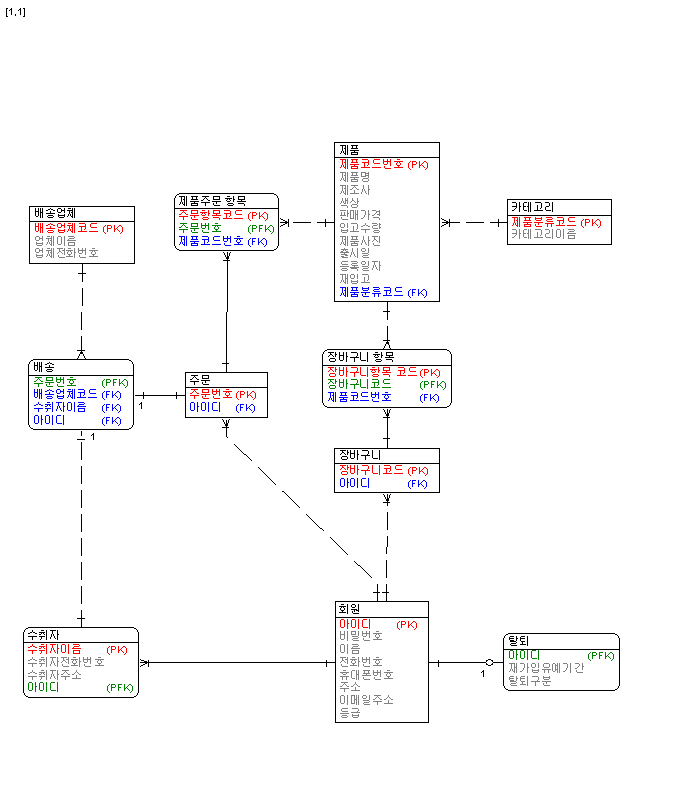 [1,1]
제품
제품코드번호 (PK)
제품명
제조사
색상
판매가격
입고수량
제품사진
출시일
등록일자
재입고
제품분류코드 (FK)
제품주문 항목
주문항목코드 (PK)
주문번호 (PFK)
제품코드번호 (FK)
카테고리
제품분류코드 (PK)
카테고리이름
배송업체
배송업체코드 (PK)
업체이름
업체전화번호
배송
주문번호 (PFK)
배송업체코드 (FK)
수취자이름 (FK)
아이디 (FK)
1
1
주문
주문번호 (PK)
아이디 (FK)
장바구니 항목
장바구니항목 코드 (PK)
장바구니코드 (PFK)
제품코드번호 (FK)
장바구니
장바구니코드 (PK)
아이디 (FK)
수취자
수취자이름 (PK)
수취자전화번호
수취자주소
아이디 (PFK)
회원
아이디 (PK)
비밀번호
이름
전화번호
휴대폰번호
주소
이메일주소
등급
1
탈퇴
아이디 (PFK)
재가입유예기간
탈퇴구분